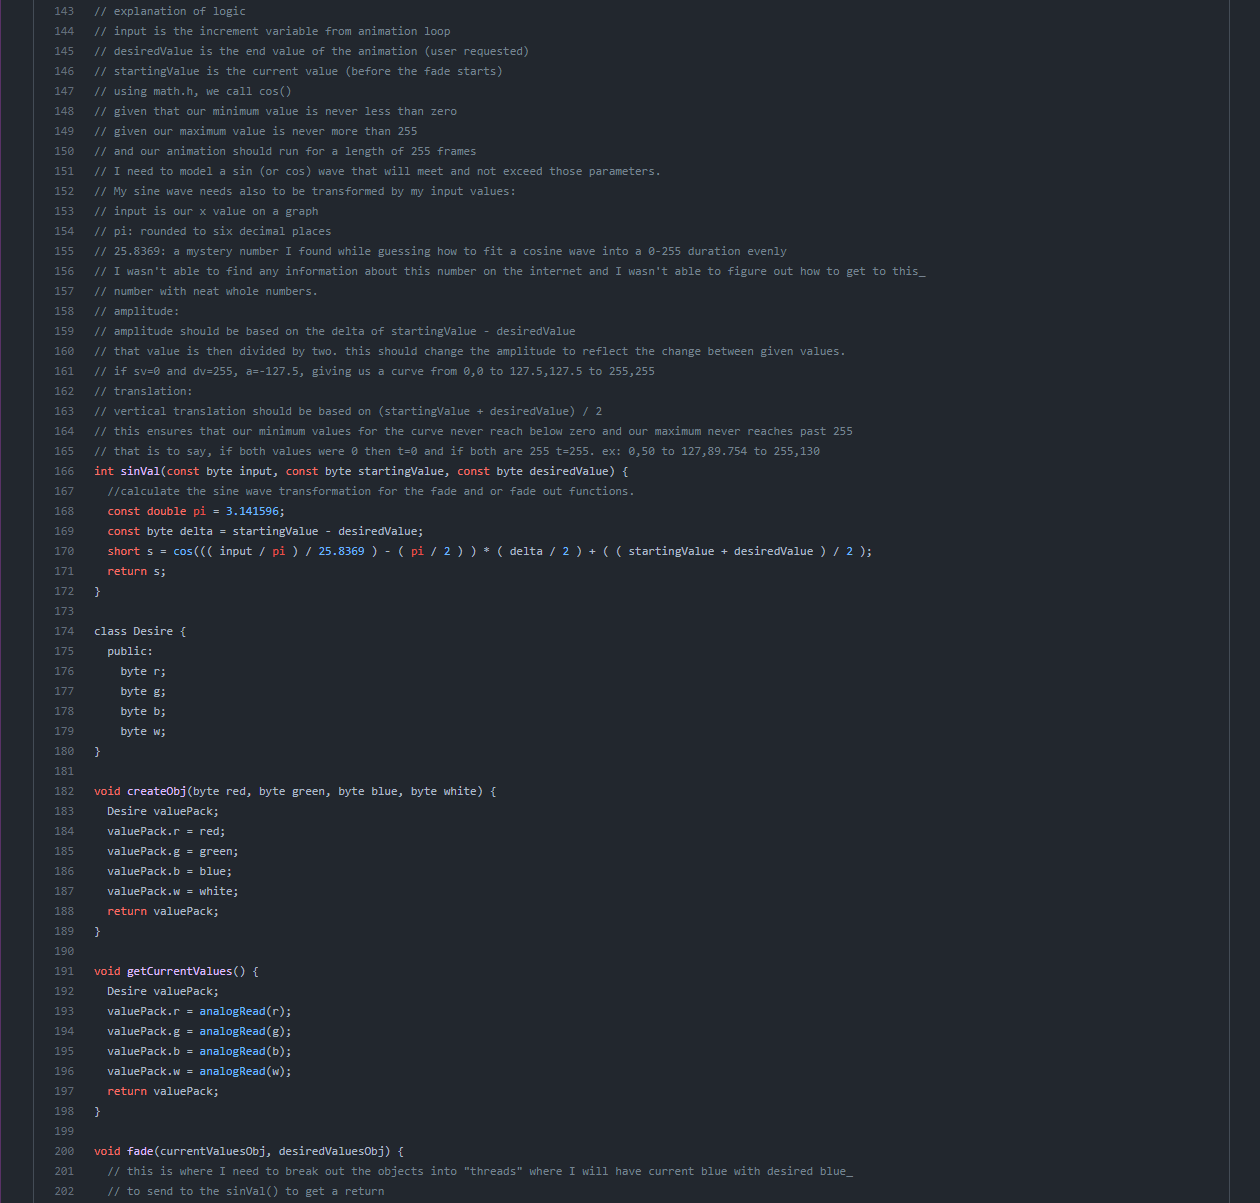 143 // explanation of logic
144 // input is the increment variable from animation loop
145 // desiredValue is the end value of the animation (user requested)
146 // startingValue is the current value (before the fade starts)
147 // using math.h, we call cos()
148 // given that our minimum value is never less than zero
149 // given our maximum value is never more than 255
150 // and our animation should run for a length of 255 frames
151 // I need to model a sin (or cos) wave that will meet and not exceed those parameters.
152 // My sine wave needs also to be transformed by my input values:
153 // input is our x value on a graph
154 // pi: rounded to six decimal places
155 // 25.8369: a mystery number I found while guessing how to fit a cosine wave into a 0-255 duration evenly
156 // I wasn't able to find any information about this number on the internet and I wasn't able to figure out how to get to this_
157 // number with neat whole numbers.
158 // amplitude:
159 // amplitude should be based on the delta of startingValue - desiredValue
160 // that value is then divided by two. this should change the amplitude to reflect the change between given values.
161 // if sv=0 and dv=255, a=-127.5, giving us a curve from 0,0 to 127.5,127.5 to 255,255
162 // translation:
163 // vertical translation should be based on (startingValue + desiredValue) / 2
164 // this ensures that our minimum values for the curve never reach below zero and our maximum never reaches past 255
165 // that is to say, if both values were 0 then t=0 and if both are 255 t=255. ex: 0,50 to 127,89.754 to 255,130
166 int sinVal(const byte input, const byte startingValue, const byte desiredValue) {
167   //calculate the sine wave transformation for the fade and or fade out functions.
168   const double pi = 3.141596;
169   const byte delta = startingValue - desiredValue;
170   short s = cos((( input / pi ) / 25.8369 ) - ( pi / 2 ) ) * ( delta / 2 ) + ( ( startingValue + desiredValue ) / 2 );
171   return s;
172 }
173
174 class Desire {
175   public:
176     byte r;
177     byte g;
178     byte b;
179     byte w;
180 }
181
182 void createObj(byte red, byte green, byte blue, byte white) {
183   Desire valuePack;
184   valuePack.r = red;
185   valuePack.g = green;
186   valuePack.b = blue;
187   valuePack.w = white;
188   return valuePack;
189 }
190
191 void getCurrentValues() {
192   Desire valuePack;
193   valuePack.r = analogRead(r);
194   valuePack.g = analogRead(g);
195   valuePack.b = analogRead(b);
196   valuePack.w = analogRead(w);
197   return valuePack;
198 }
199
200 void fade(currentValuesObj, desiredValuesObj) {
201   // this is where I need to break out the objects into "threads" where I will have current blue with desired blue_
202   // to send to the sinVal() to get a return